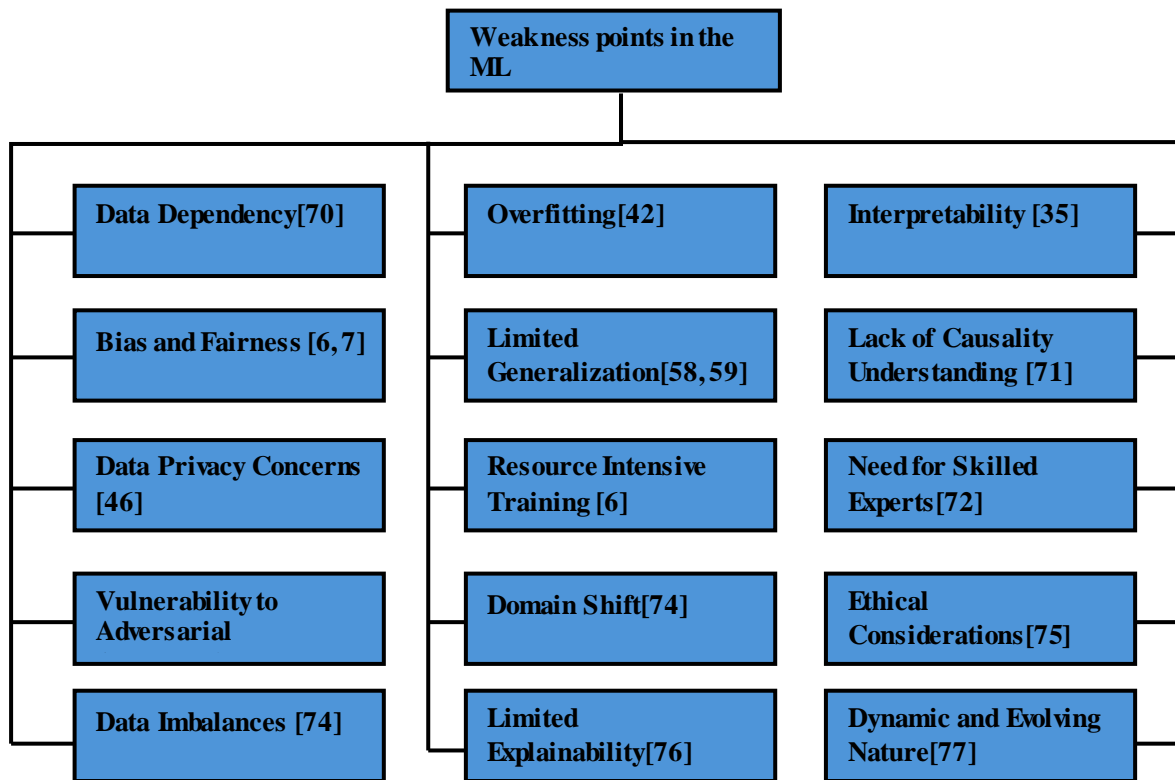 Weakness points in the
ML
Data Dependency[70]
Overfitting[42]
Interpretability [35]
Bias and Fairness [6, 7]
Limited
Generalization[58, 59]
Lack of Causality
Understanding [71]
Data Privacy Concerns
[46]
Resource Intensive
Training [6]
Need for Skilled
Experts[72]
Vulnerability to
Adversarial
Domain Shift[74]
Ethical
Considerations[75]
Data Imbalances [74]
Limited
Explainability[76]
Dynamic and Evolving
Nature[77]